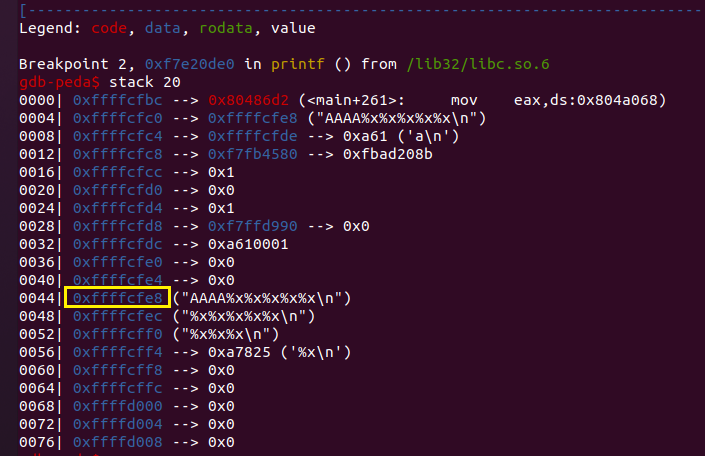 [------------------------------------------------------------------------
Legend: code, data, rodata, value
Breakpoint 2, 0xf7e20de0 in printf () from /lib32/libc.so.6
gdb-peda$ stack 20
0000| 0xffffcfbc --> 0x80486d2 (<main+261>:     mov    eax,ds:0x804a068)
0004| 0xffffcfc0 --> 0xffffcfe8 ("AAAA%x%x%x%x%x\n")
0008| 0xffffcfc4 --> 0xffffcfde --> 0xa61 ('a\n')
0012| 0xffffcfc8 --> 0xf7fb4580 --> 0xfbad208b
0016| 0xffffcfcc --> 0x1
0020| 0xffffcfd0 --> 0x0
0024| 0xffffcfd4 --> 0x1
0028| 0xffffcfd8 --> 0xf7ffd990 --> 0x0
0032| 0xffffcfdc --> 0xa610001
0036| 0xffffcfe0 --> 0x0
0040| 0xffffcfe4 --> 0x0
0044| 0xffffcfe8 ("AAAA%x%x%x%x%x\n")
0048| 0xffffcfec ("%x%x%x%x%x\n")
0052| 0xffffcff0 ("%x%x%x\n")
0056| 0xffffcff4 --> 0xa7825 ('%x\n')
0060| 0xffffcff8 --> 0x0
0064| 0xffffcffc --> 0x0
0068| 0xffffd000 --> 0x0
0072| 0xffffd004 --> 0x0
0076| 0xffffd008 --> 0x0